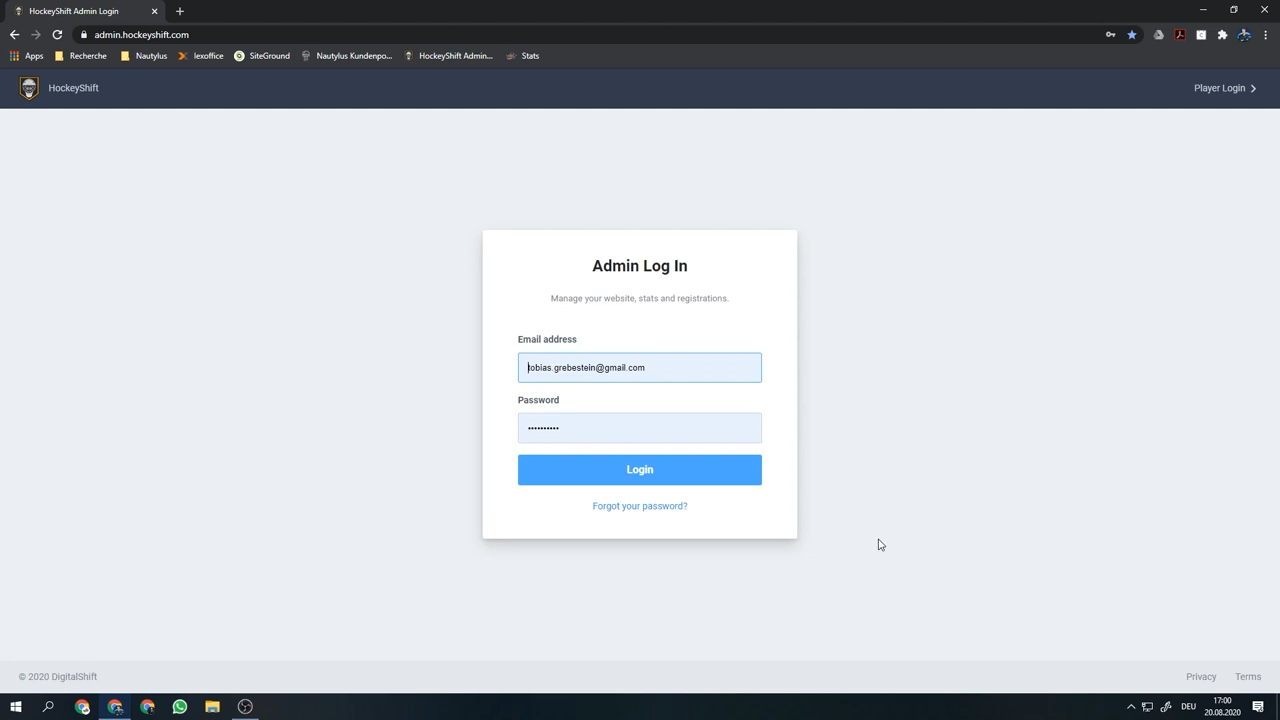 HockeyShift Admin Login
admin.hockeyshift.com
Apps Recherche Nautylus lexoffice SiteGround Nautylus Kundenpo... HockeyShift Admin... Stats
HockeyShift
Player Login
Admin Log In
Manage your website, stats and registrations.
Email address
tobias.grebestein@gmail.com
Password
••••••••••
Login
Forgot your password?
© 2020 DigitalShift
Privacy Terms
DEU
17:00
20.08.2020